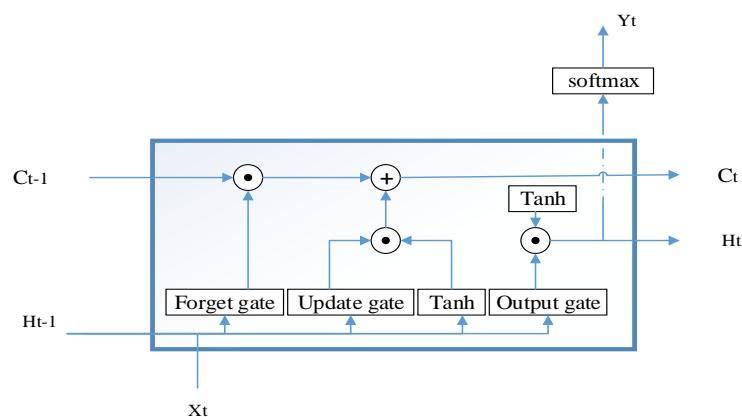 Yt
softmax
Ct-1
+
Ct
Tanh
Ht
Forget gate
Update gate
Tanh
Output gate
Ht-1
Xt